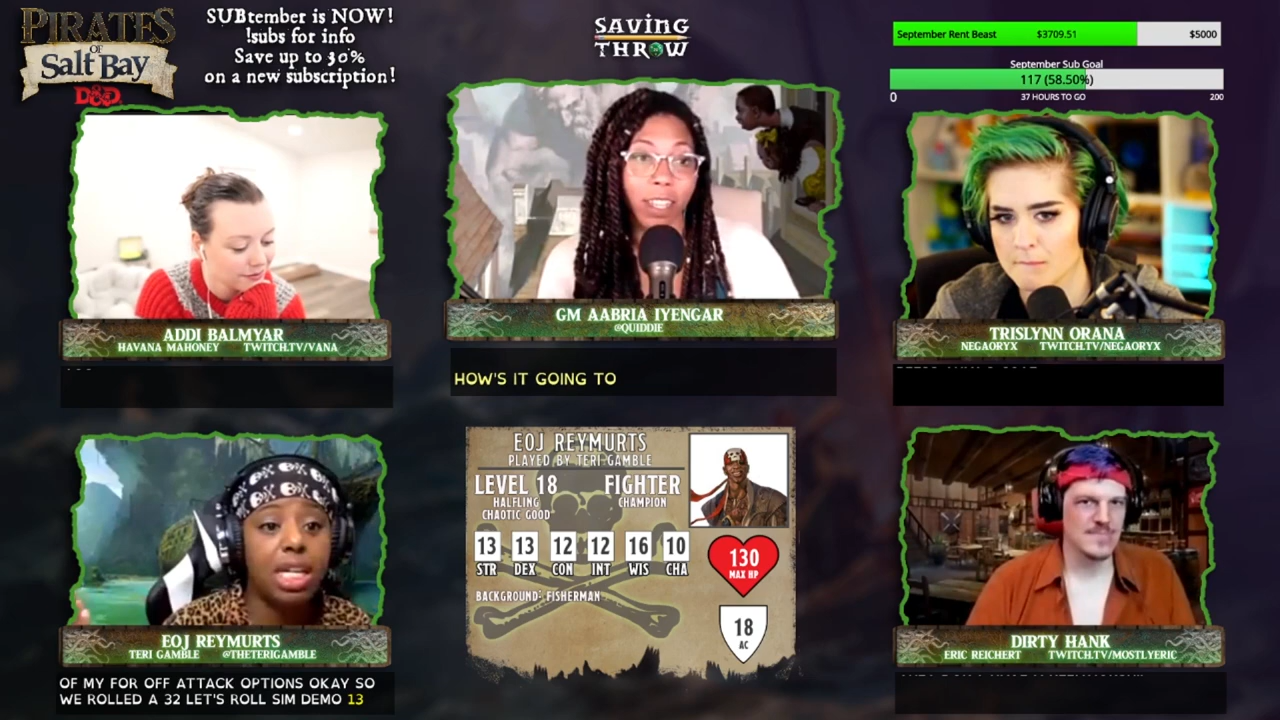 PIRATES
OF
Salt Bay
D&D
SUBtember is NOW!
!subs for info
Save up to 30%
on a new subscription!
SAVING
THROW
September Rent Beast $3709.51 $5000
September Sub Goal
117 (58.50%)
0 37 HOURS TO GO 200
ADDI BALMYAR
HAVANA MAHONEY TWITCH.TV/VANA
GM AABRIA IYENGAR
@QUIDDIE
HOW'S IT GOING TO
TRISLYNN ORANA
NEGAORYX TWITCH.TV/NEGAORYX
EOJ REYMURTS
TERI GAMBLE @THETERIGAMBLE
OF MY FOR OFF ATTACK OPTIONS OKAY SO
WE ROLLED A 32 LET'S ROLL SIM DEMO 13
EOJ REYMURTS
PLAYED BY TERI GAMBLE
LEVEL 18 FIGHTER
HALFLING CHAMPION
CHAOTIC GOOD
13 13 12 12 16 10
STR DEX CON INT WIS CHA
BACKGROUND: FISHERMAN
130
MAX HP
18
AC
DIRTY HANK
ERIC REICHERT TWITCH.TV/MOSTLYERIC